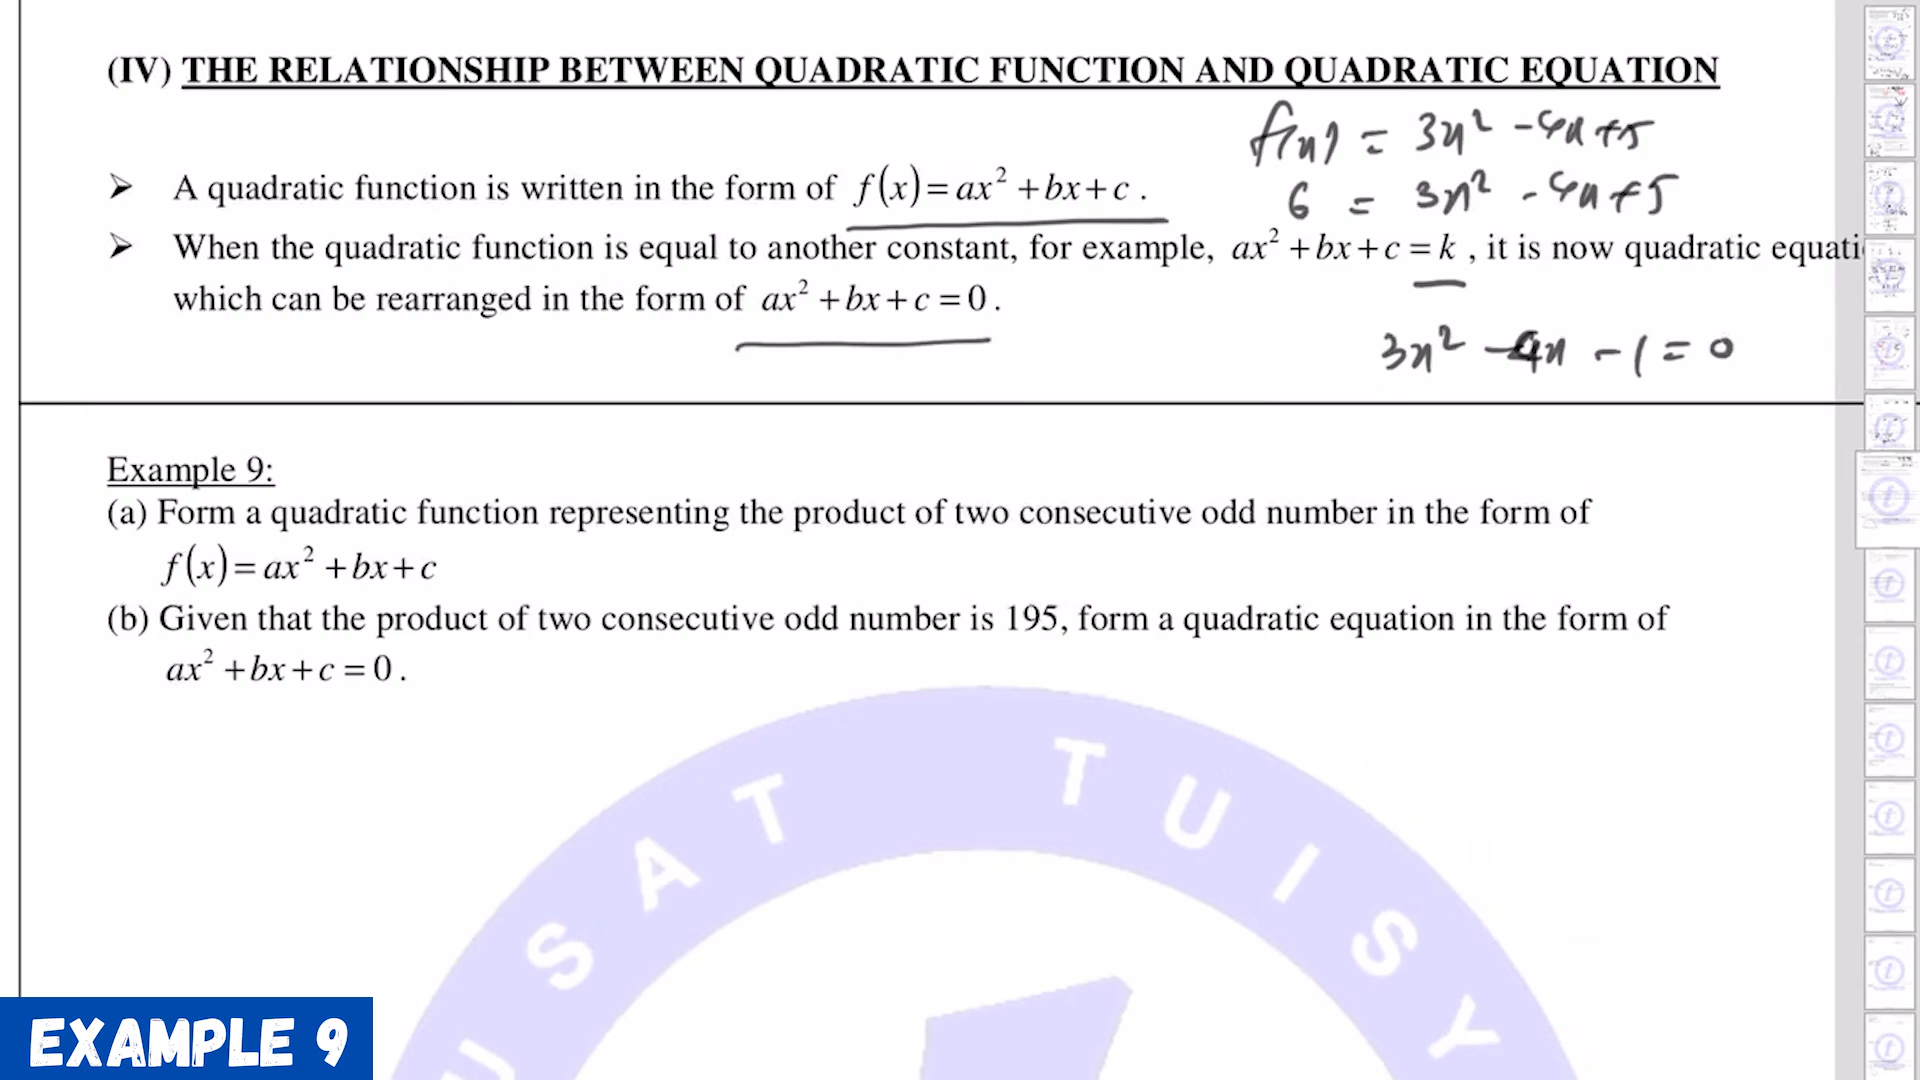 (IV) THE RELATIONSHIP BETWEEN QUADRATIC FUNCTION AND QUADRATIC EQUATION
f(x) = 3x² - 4x + 5
➤ A quadratic function is written in the form of f(x) = ax² + bx + c .
6 = 3x² - 4x + 5
➤ When the quadratic function is equal to another constant, for example, ax² + bx + c = k , it is now quadratic equati
which can be rearranged in the form of ax² + bx + c = 0 .
3x² - 4x - 1 = 0
Example 9:
(a) Form a quadratic function representing the product of two consecutive odd number in the form of
f(x) = ax² + bx + c
(b) Given that the product of two consecutive odd number is 195, form a quadratic equation in the form of
ax² + bx + c = 0 .
USAT TUISY
EXAMPLE 9